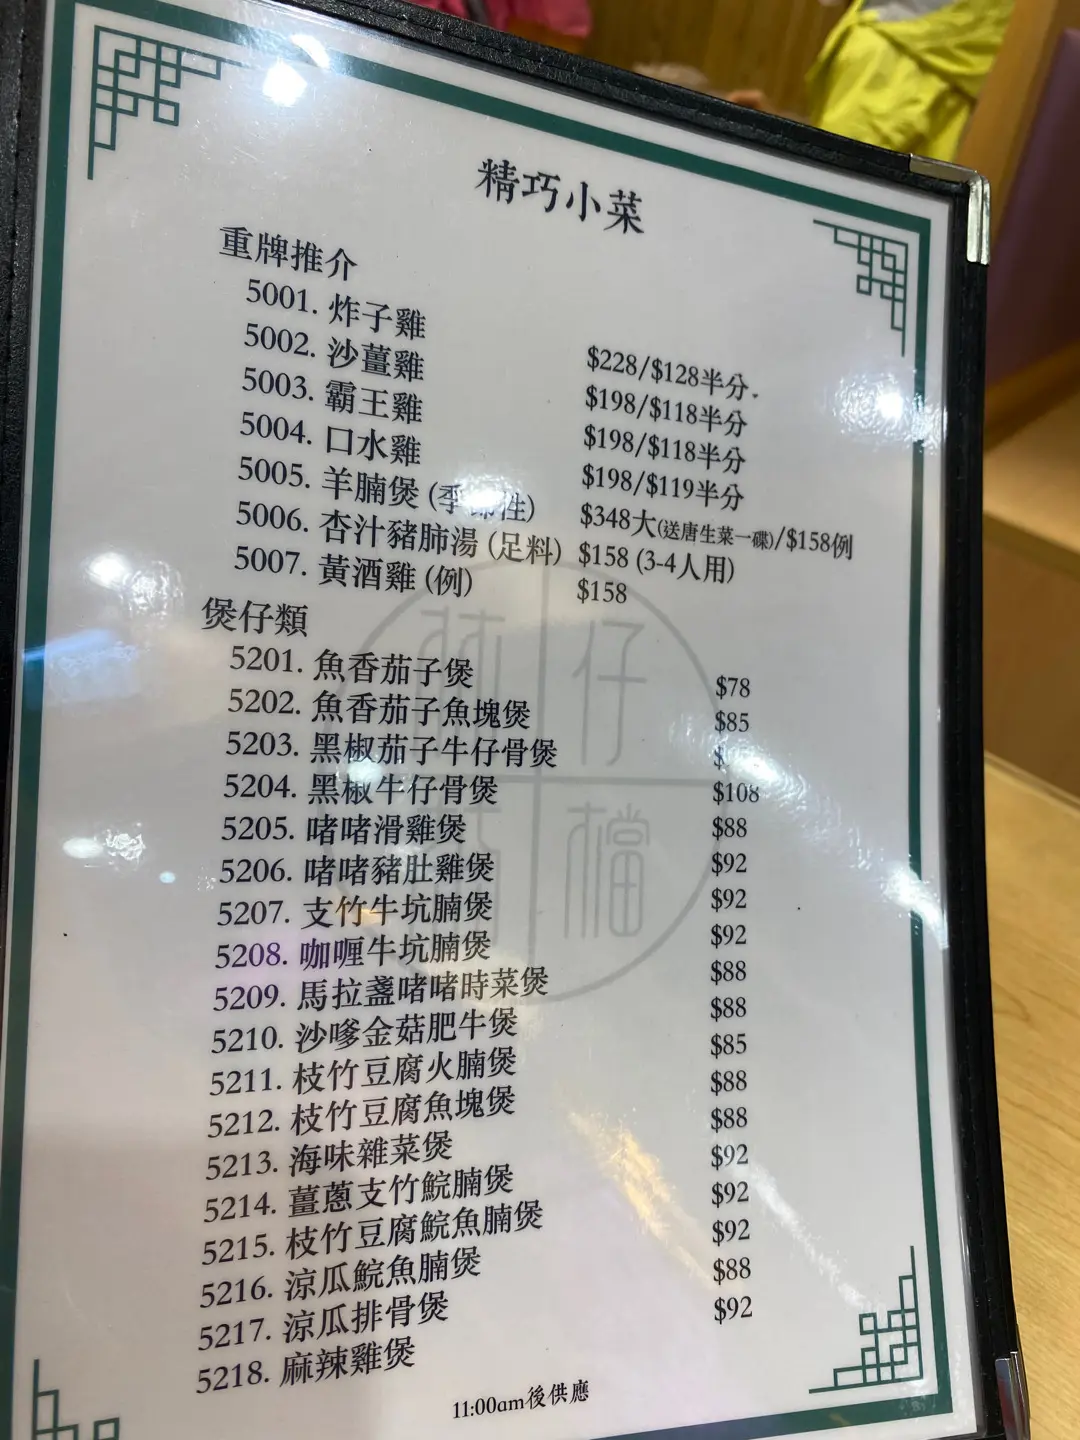 精巧小菜
重牌推介
5001. 炸子雞 $228/$128半分
5002. 沙薑雞 $198/$118半分
5003. 霸王雞 $198/$118半分
5004. 口水雞 $198/$119半分
5005. 羊腩煲 (季節性) $348大(送唐生菜一碟)/$158例
5006. 杏汁豬肺湯 (足料) $158 (3-4人用)
5007. 黃酒雞 (例) $158
煲仔類
5201. 魚香茄子煲 $78
5202. 魚香茄子魚塊煲 $85
5203. 黑椒茄子牛仔骨煲
5204. 黑椒牛仔骨煲 $108
5205. 啫啫滑雞煲 $88
5206. 啫啫豬肚雞煲 $92
5207. 支竹牛坑腩煲 $92
5208. 咖喱牛坑腩煲 $92
5209. 馬拉盞啫啫時菜煲 $88
5210. 沙嗲金菇肥牛煲 $88
5211. 枝竹豆腐火腩煲 $85
5212. 枝竹豆腐魚塊煲 $88
5213. 海味雜菜煲 $88
5214. 薑蔥支竹鯇腩煲 $92
5215. 枝竹豆腐鯇魚腩煲 $92
5216. 涼瓜鯇魚腩煲 $92
5217. 涼瓜排骨煲 $88
5218. 麻辣雞煲 $92
11:00am後供應
仔
檔